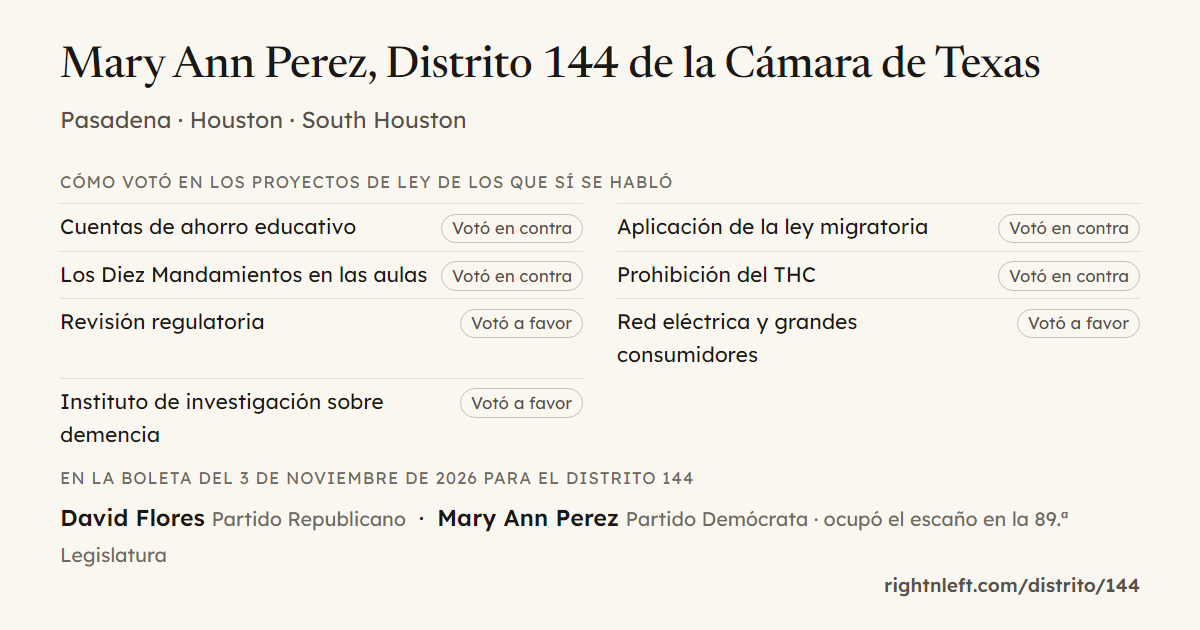 Mary Ann Perez, Distrito 144 de la Cámara de Texas
Pasadena · Houston · South Houston
CÓMO VOTÓ EN LOS PROYECTOS DE LEY DE LOS QUE SÍ SE HABLÓ
Cuentas de ahorro educativo Votó en contra
Aplicación de la ley migratoria Votó en contra
Los Diez Mandamientos en las aulas Votó en contra
Prohibición del THC Votó en contra
Revisión regulatoria Votó a favor
Red eléctrica y grandes Votó a favor
consumidores
Instituto de investigación sobre Votó a favor
demencia
EN LA BOLETA DEL 3 DE NOVIEMBRE DE 2026 PARA EL DISTRITO 144
David Flores Partido Republicano · Mary Ann Perez Partido Demócrata · ocupó el escaño en la 89.ª
Legislatura
rightnleft.com/distrito/144